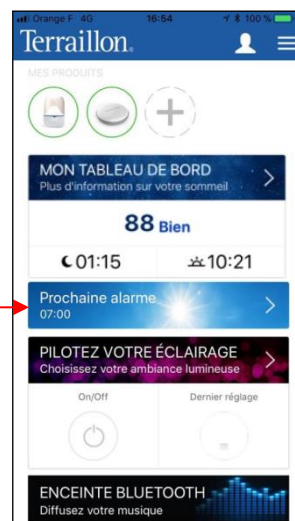 Orange F 4G 16:54 100 %
Terraillon.
MES PRODUITS
MON TABLEAU DE BORD
Plus d'information sur votre sommeil
88 Bien
01:15 10:21
Prochaine alarme
07:00
PILOTEZ VOTRE ÉCLAIRAGE
Choisissez votre ambiance lumineuse
On/Off Dernier réglage
ENCEINTE BLUETOOTH
Diffusez votre musique